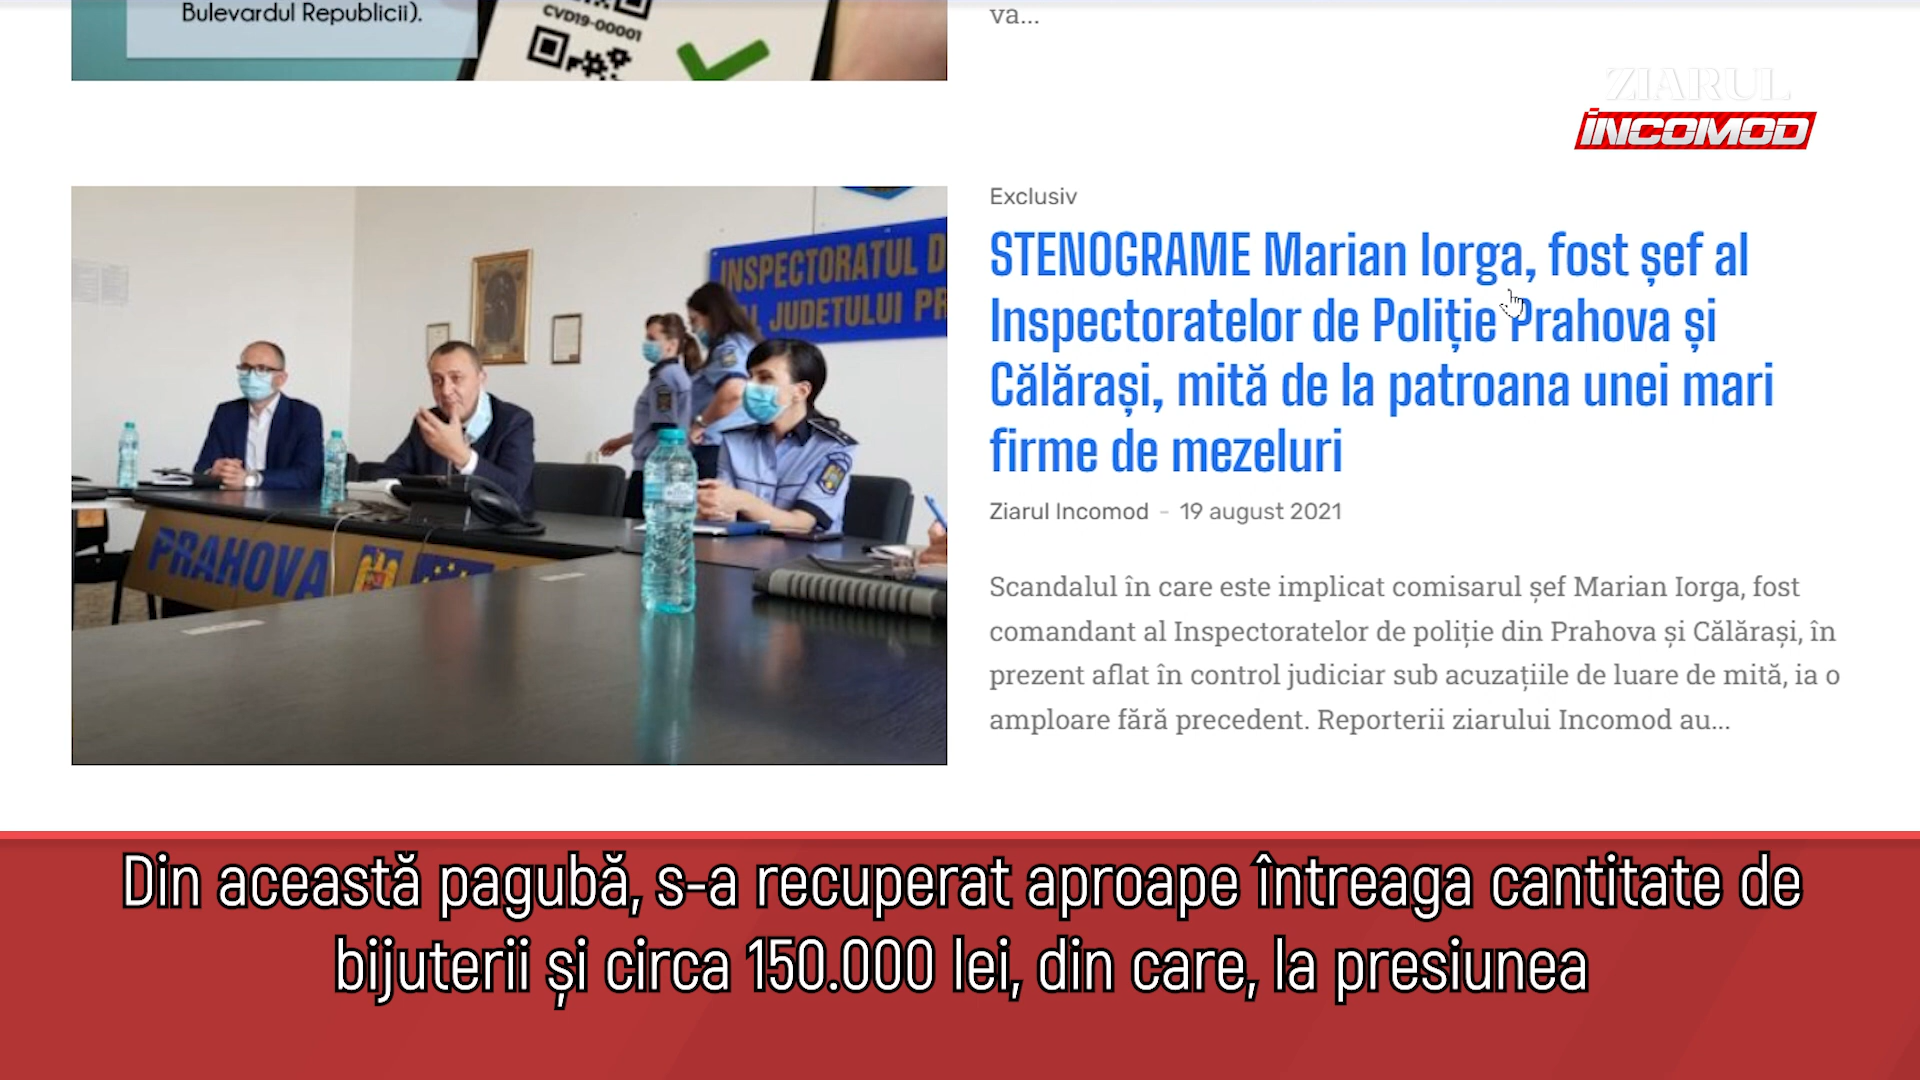 Bulevardul Republicii).
CVD19-00001
va...
ZIARUL
INCOMOD
INSPECTORATUL D
AL JUDETULUI PR
PRAHOVA
Exclusiv
STENOGRAME Marian Iorga, fost șef al
Inspectoratelor de Poliție Prahova și
Călărași, mită de la patroana unei mari
firme de mezeluri
Ziarul Incomod - 19 august 2021
Scandalul în care este implicat comisarul șef Marian Iorga, fost
comandant al Inspectoratelor de poliție din Prahova și Călărași, în
prezent aflat în control judiciar sub acuzațiile de luare de mită, ia o
amploare fără precedent. Reporterii ziarului Incomod au...
Din această pagubă, s-a recuperat aproape întreaga cantitate de
bijuterii și circa 150.000 lei, din care, la presiunea